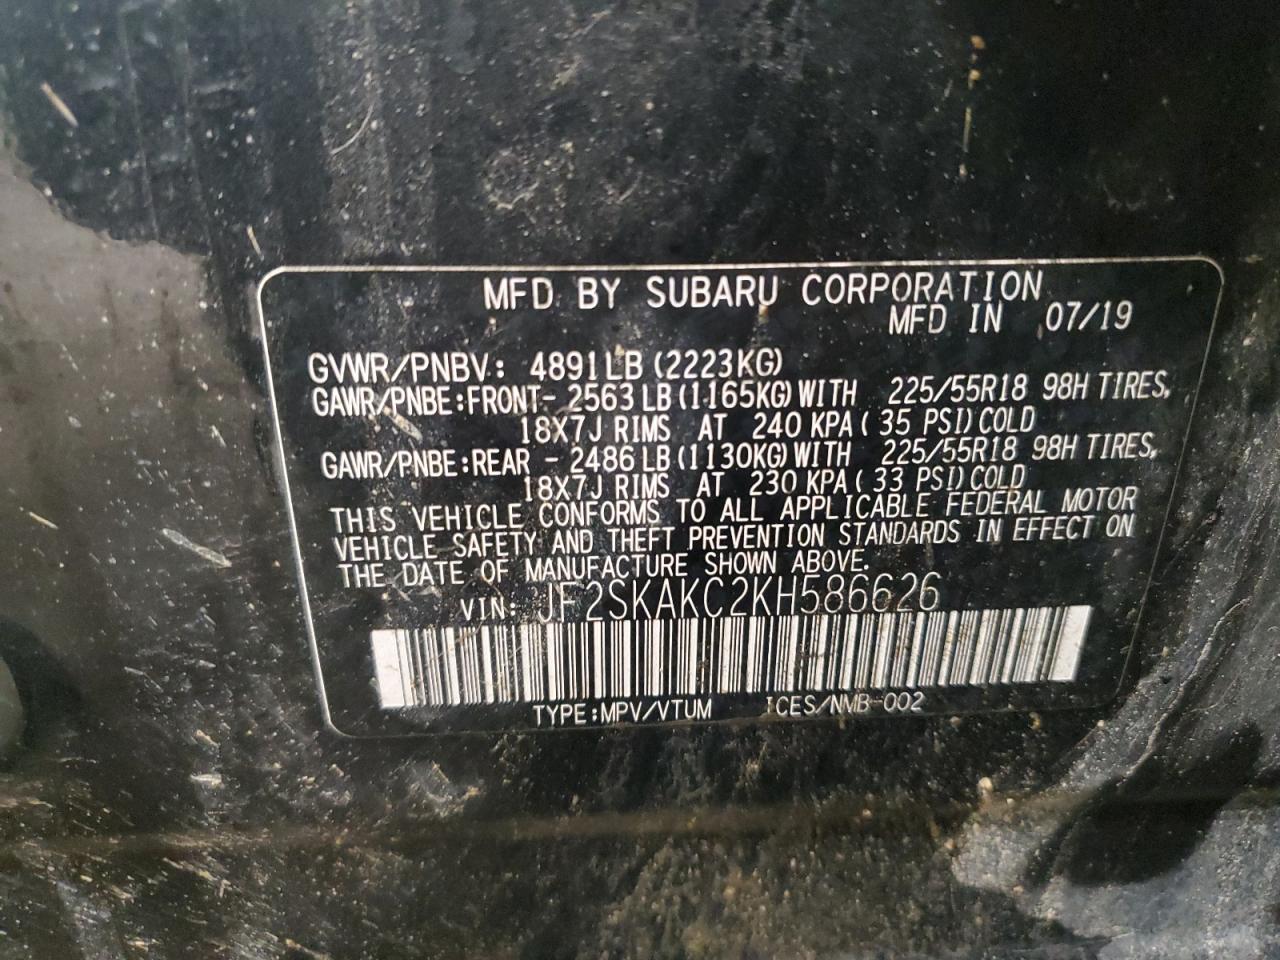 MFD BY SUBARU CORPORATION
MFD IN 07/19
GVWR/PNBV: 4891LB (2223KG)
GAWR/PNBE:FRONT- 2563 LB(1165KG)WITH 225/55R18 98H TIRES,
18X7J RIMS AT 240 KPA( 35 PSI)COLD
GAWR/PNBE:REAR - 2486 LB(1130KG)WITH 225/55R18 98H TIRES,
18X7J RIMS AT 230 KPA( 33 PSI)COLD
THIS VEHICLE CONFORMS TO ALL APPLICABLE FEDERAL MOTOR
VEHICLE SAFETY AND THEFT PREVENTION STANDARDS IN EFFECT ON
THE DATE OF MANUFACTURE SHOWN ABOVE.
VIN: JF2SKAKC2KH586626
TYPE:MPV/VTUM ICES/NMB-002